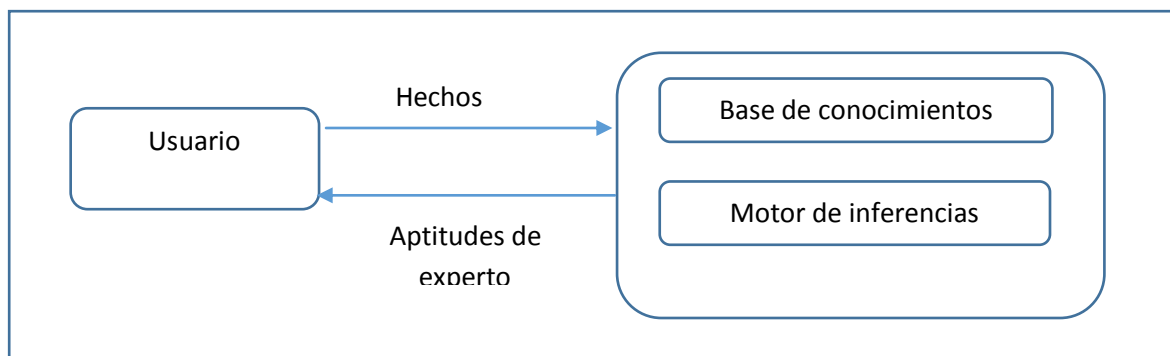 Hechos
Base de conocimientos
Usuario
Motor de inferencias
Aptitudes de
experto